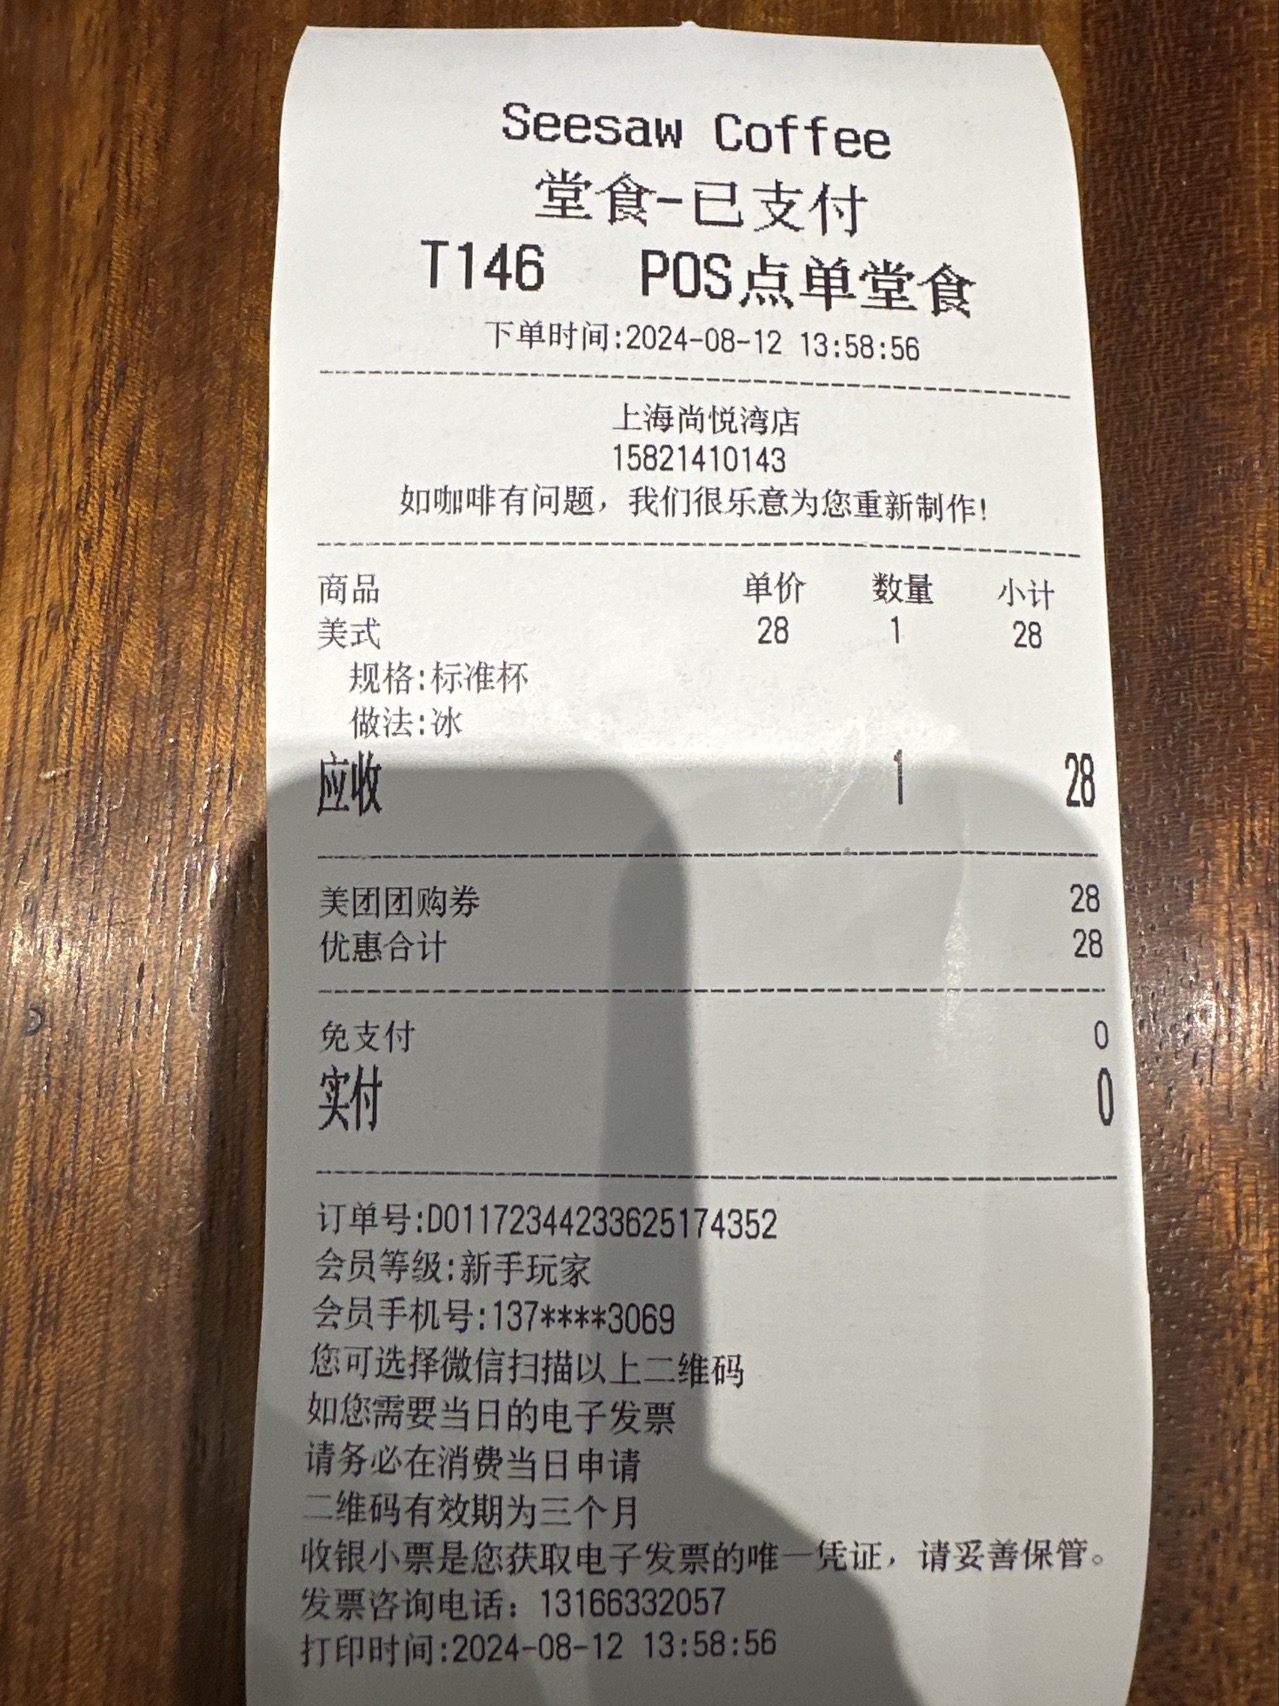 Seesaw Coffee
堂食-已支付
T146 POS点单堂食
下单时间:2024-08-12 13:58:56
上海尚悦湾店
15821410143
如咖啡有问题，我们很乐意为您重新制作!
商品 单价 数量 小计
美式 28 1 28
规格:标准杯
做法:冰
应收 1 28
美团团购券 28
优惠合计 28
免支付 0
实付 0
订单号:D01172344233625174352
会员等级:新手玩家
会员手机号:137****3069
您可选择微信扫描以上二维码
如您需要当日的电子发票
请务必在消费当日申请
二维码有效期为三个月
收银小票是您获取电子发票的唯一凭证，请妥善保管。
发票咨询电话：13166332057
打印时间:2024-08-12 13:58:56